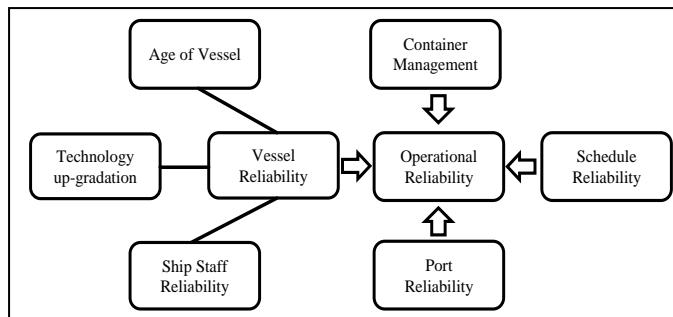 Age of Vessel
Container
Management
Technology
up-gradation
Vessel
Reliability
Operational
Reliability
Schedule
Reliability
Ship Staff
Reliability
Port
Reliability